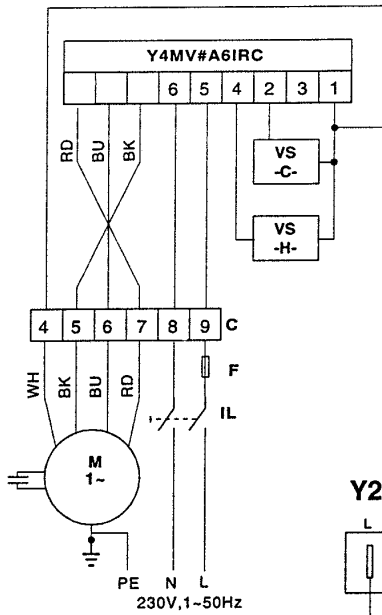 Y4MV#A6IRC
6 5 4 2 3 1
RD BU BK
VS
-C-
VS
-H-
4 5 6 7 8 9 C
F
WH BK BU RD
IL
M
1~
Y2
L
PE N L
230V,1~50Hz